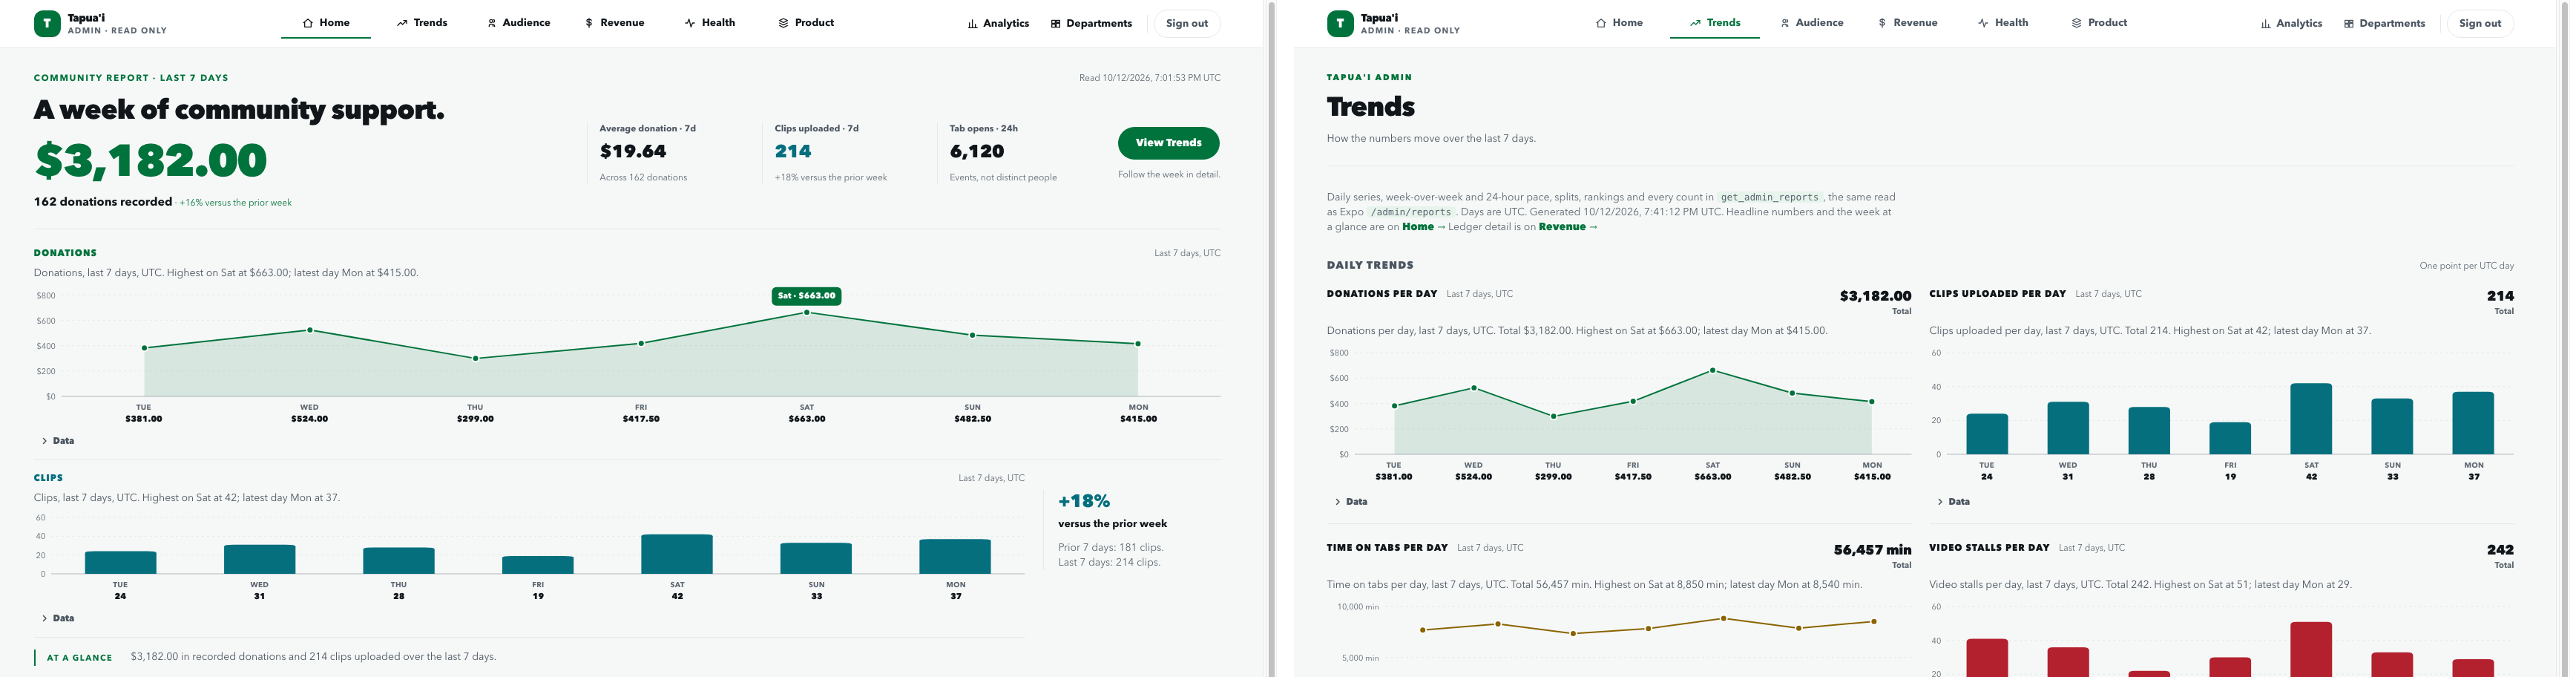 T
Tapua'i
ADMIN · READ ONLY
Home
Trends
Audience
Revenue
Health
Product
Analytics
Departments
Sign out
COMMUNITY REPORT · LAST 7 DAYS
Read 10/12/2026, 7:01:53 PM UTC
A week of community support.
$3,182.00
162 donations recorded · +16% versus the prior week
Average donation · 7d
$19.64
Across 162 donations
Clips uploaded · 7d
214
+18% versus the prior week
Tab opens · 24h
6,120
Events, not distinct people
View Trends
Follow the week in detail.
DONATIONS
Last 7 days, UTC
Donations, last 7 days, UTC. Highest on Sat at $663.00; latest day Mon at $415.00.
$800
$600
$400
$200
$0
Sat · $663.00
TUE WED THU FRI SAT SUN MON
$381.00 $524.00 $299.00 $417.50 $663.00 $482.50 $415.00
Data
CLIPS
Last 7 days, UTC
Clips, last 7 days, UTC. Highest on Sat at 42; latest day Mon at 37.
60
40
20
0
TUE WED THU FRI SAT SUN MON
24 31 28 19 42 33 37
Data
+18%
versus the prior week
Prior 7 days: 181 clips.
Last 7 days: 214 clips.
AT A GLANCE
$3,182.00 in recorded donations and 214 clips uploaded over the last 7 days.
T
Tapua'i
ADMIN · READ ONLY
Home
Trends
Audience
Revenue
Health
Product
Analytics
Departments
Sign out
TAPUA'I ADMIN
Trends
How the numbers move over the last 7 days.
Daily series, week-over-week and 24-hour pace, splits, rankings and every count in get_admin_reports, the same read
as Expo /admin/reports. Days are UTC. Generated 10/12/2026, 7:41:12 PM UTC. Headline numbers and the week at
a glance are on Home → Ledger detail is on Revenue →
DAILY TRENDS
One point per UTC day
DONATIONS PER DAY Last 7 days, UTC
$3,182.00
Total
Donations per day, last 7 days, UTC. Total $3,182.00. Highest on Sat at $663.00; latest day Mon at $415.00.
$800
$600
$400
$200
$0
TUE WED THU FRI SAT SUN MON
$381.00 $524.00 $299.00 $417.50 $663.00 $482.50 $415.00
Data
CLIPS UPLOADED PER DAY Last 7 days, UTC
214
Total
Clips uploaded per day, last 7 days, UTC. Total 214. Highest on Sat at 42; latest day Mon at 37.
60
40
20
0
TUE WED THU FRI SAT SUN MON
24 31 28 19 42 33 37
Data
TIME ON TABS PER DAY Last 7 days, UTC
56,457 min
Total
Time on tabs per day, last 7 days, UTC. Total 56,457 min. Highest on Sat at 8,850 min; latest day Mon at 8,540 min.
10,000 min
5,000 min
VIDEO STALLS PER DAY Last 7 days, UTC
242
Total
Video stalls per day, last 7 days, UTC. Total 242. Highest on Sat at 51; latest day Mon at 29.
60
40
20